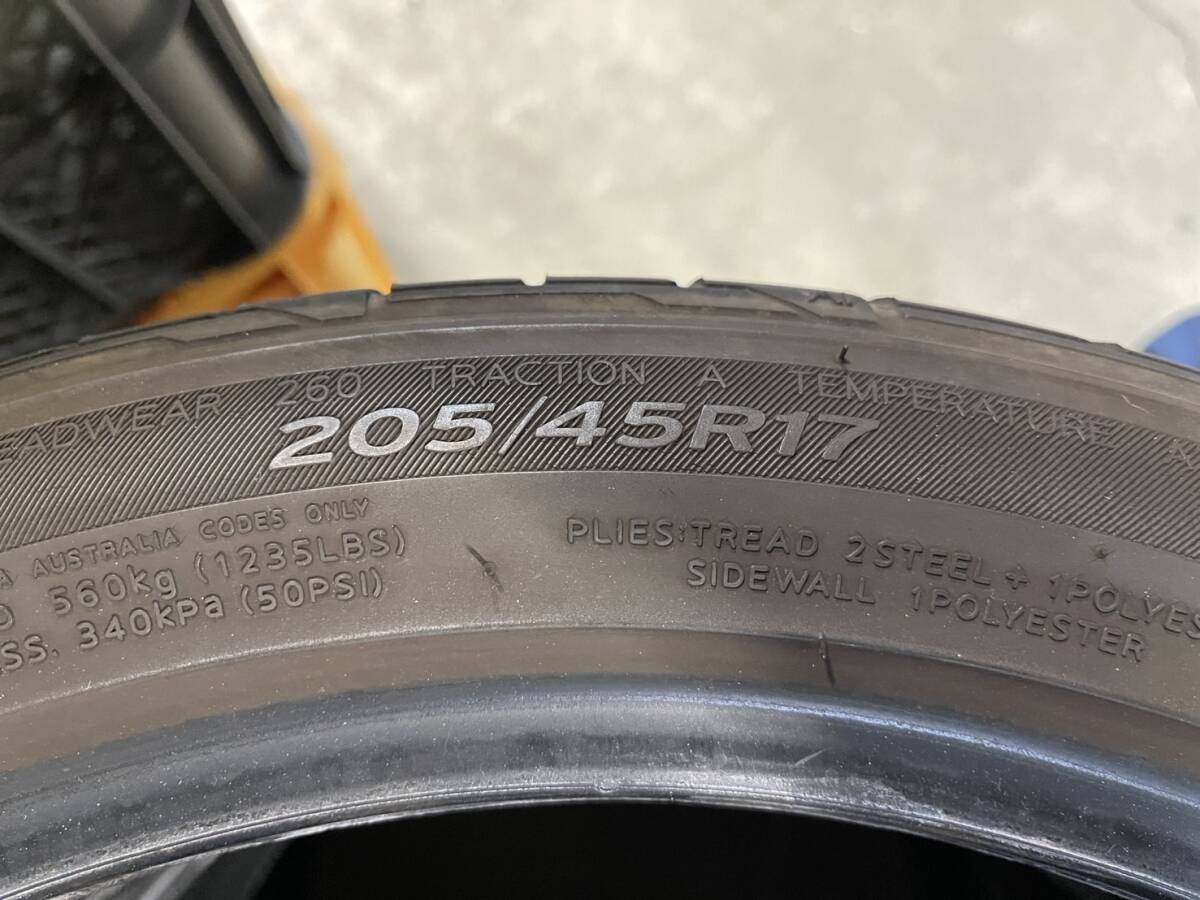 260 TRACTION A TEMPERATURE
205/45R17
AUSTRALIA CODES ONLY
560kg (1235LBS)
340kPa (50PSI)
PLIES:TREAD 2STEEL + 1POLYES
SIDEWALL 1POLYESTER